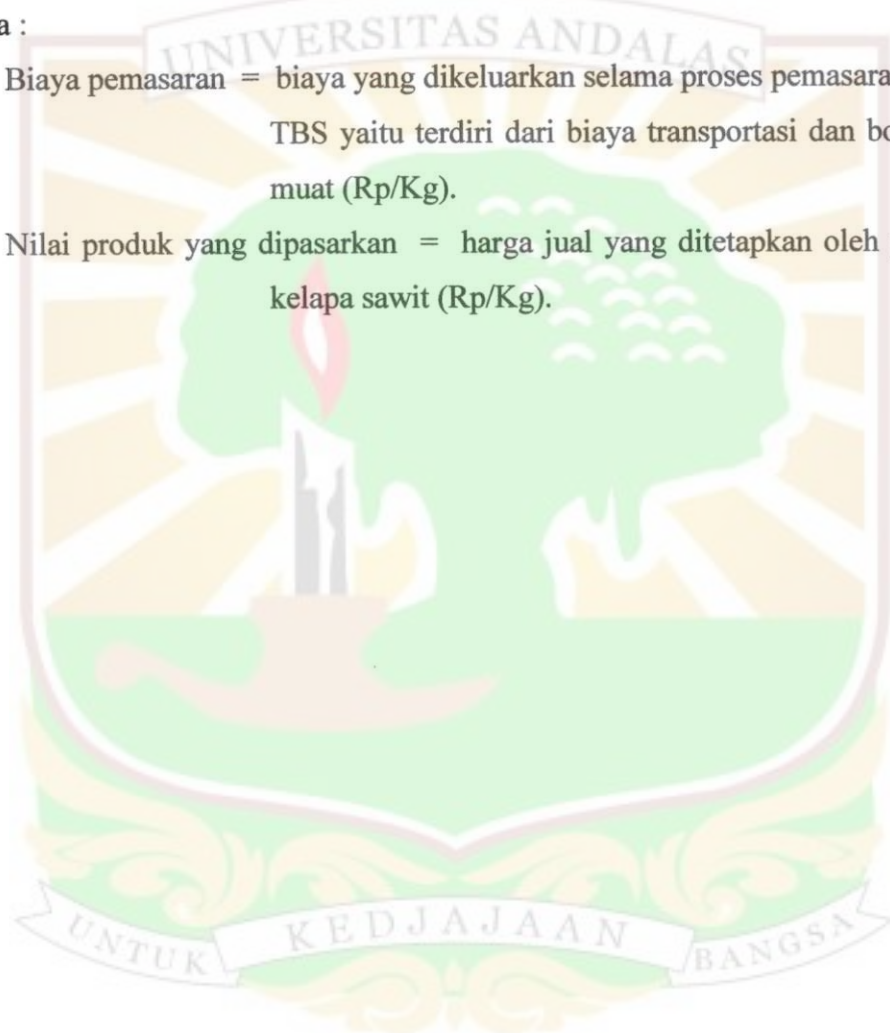 UNIVERSITAS ANDALAS
a :
Biaya pemasaran = biaya yang dikeluarkan selama proses pemasara
TBS yaitu terdiri dari biaya transportasi dan bo
muat (Rp/Kg).
Nilai produk yang dipasarkan = harga jual yang ditetapkan oleh
kelapa sawit (Rp/Kg).
UNTUK KEDJAJAAN BANGSA